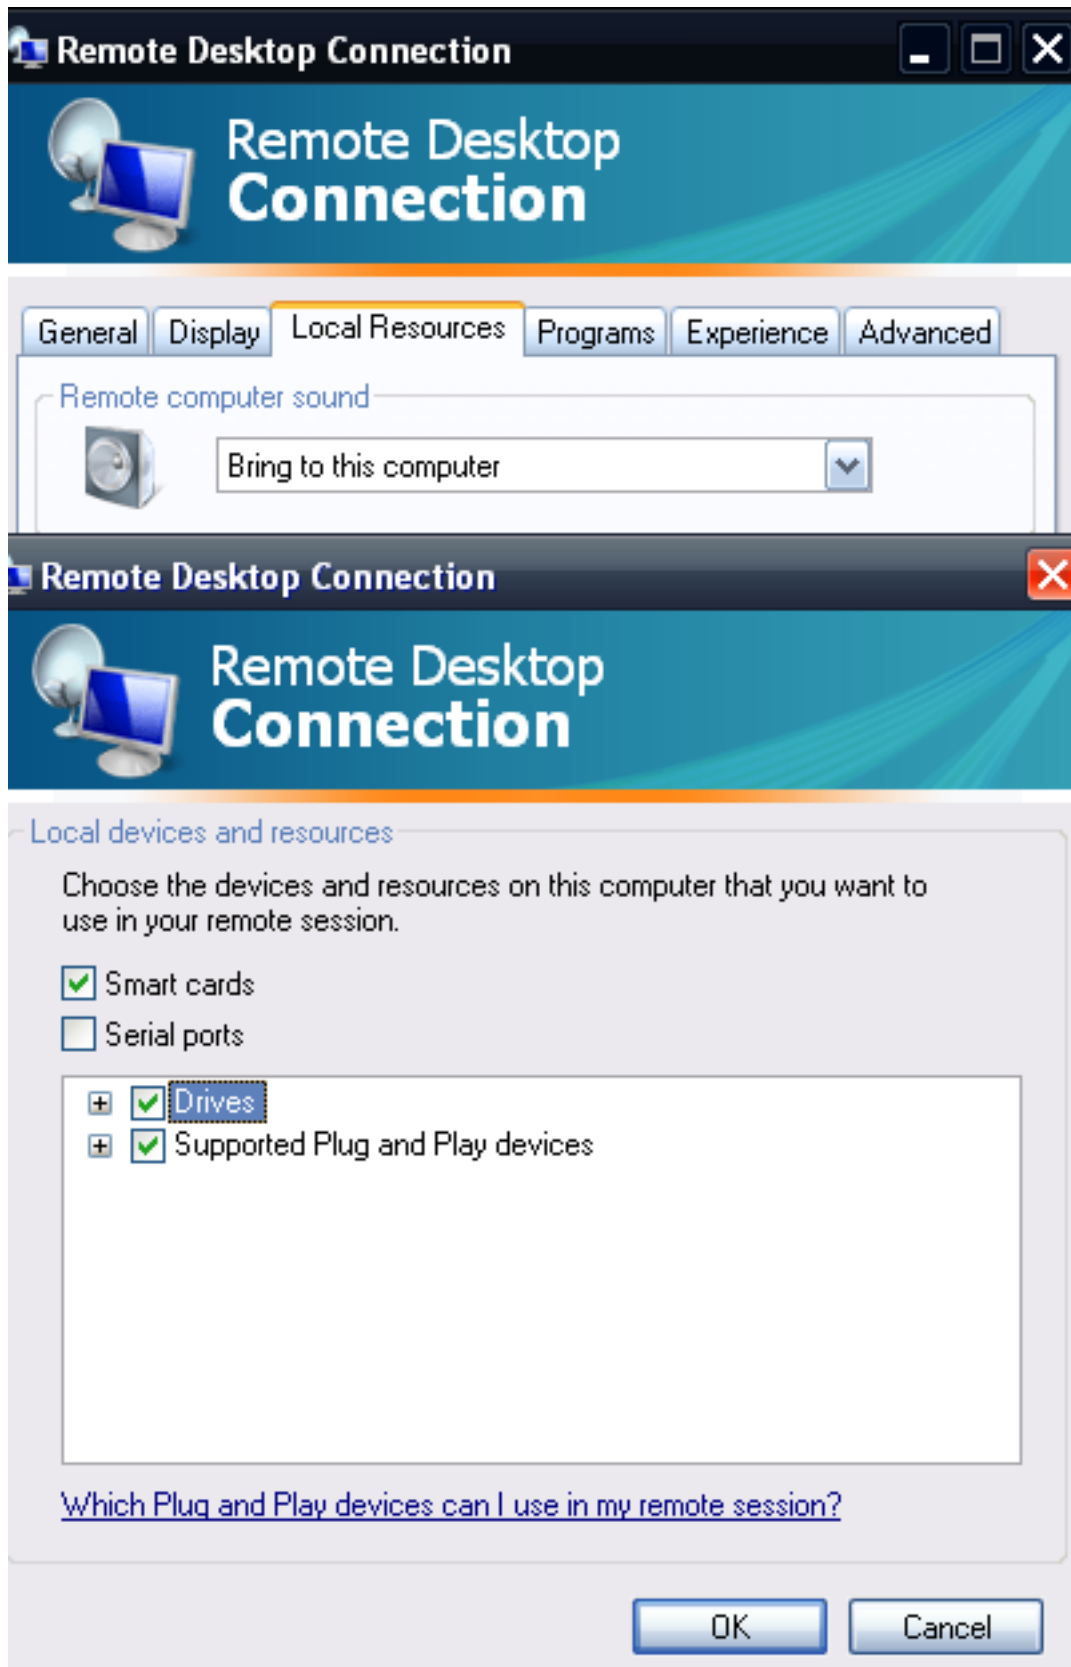 Remote Desktop Connection
Remote Desktop
Connection
General Display Local Resources Programs Experience Advanced
Remote computer sound
Bring to this computer
Remote Desktop Connection
Remote Desktop
Connection
Local devices and resources
Choose the devices and resources on this computer that you want to
use in your remote session.
Smart cards
Serial ports
Drives
Supported Plug and Play devices
Which Plug and Play devices can I use in my remote session?
OK Cancel